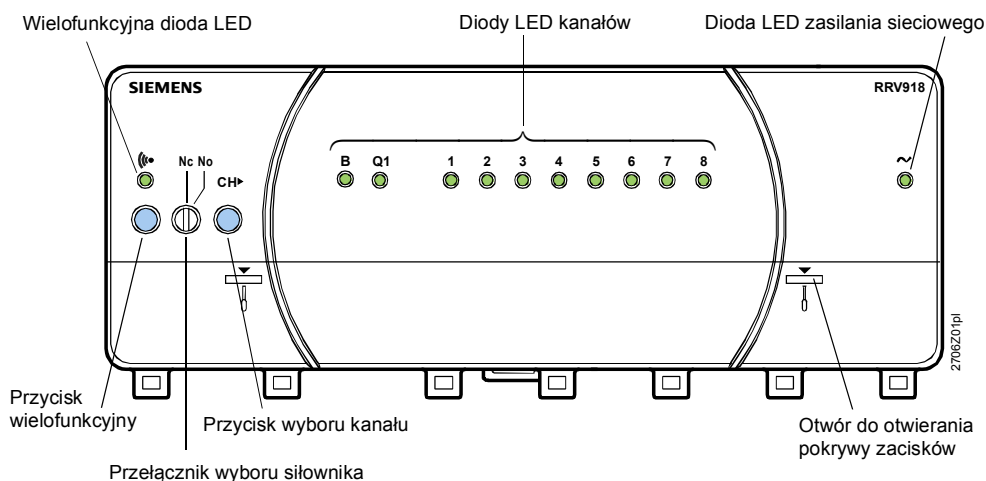 Wielofunkcyjna dioda LED
Diody LED kanałów
Dioda LED zasilania sieciowego
SIEMENS
RRV918
Nc No
CH
B Q1 1 2 3 4 5 6 7 8
2706Z01pl
Przycisk
wielofunkcyjny
Przycisk wyboru kanału
Przełącznik wyboru siłownika
Otwór do otwierania
pokrywy zacisków